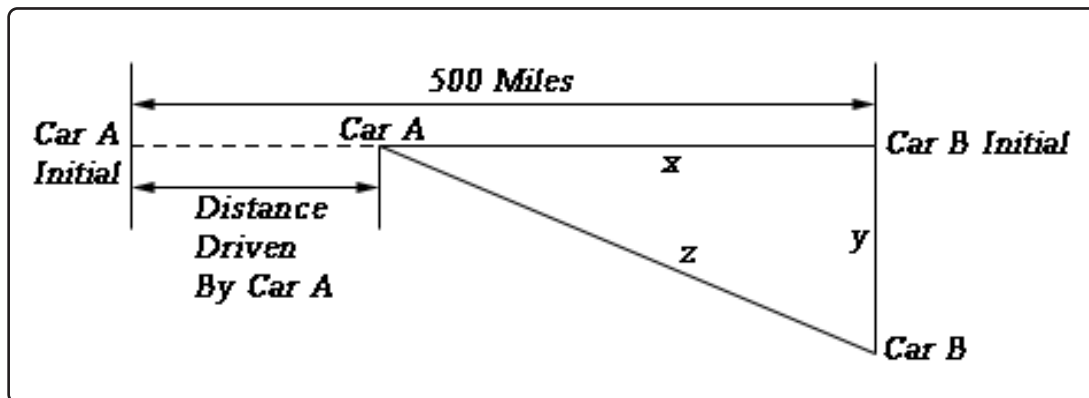 500 Miles
Car A
Initial
Car A
Car B Initial
x
Distance
Driven
By Car A
y
z
Car B